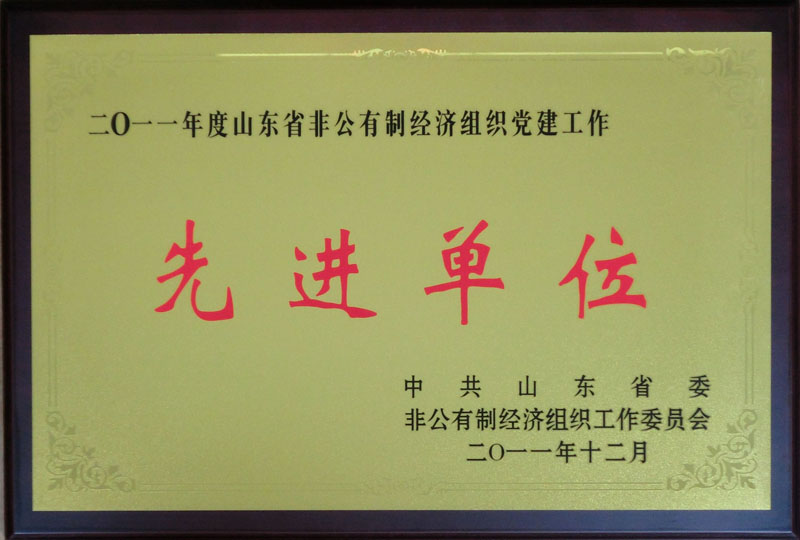 二〇一一年度山东省非公有制经济组织党建工作
先进单位
中共山东省委
非公有制经济组织工作委员会
二〇一一年十二月